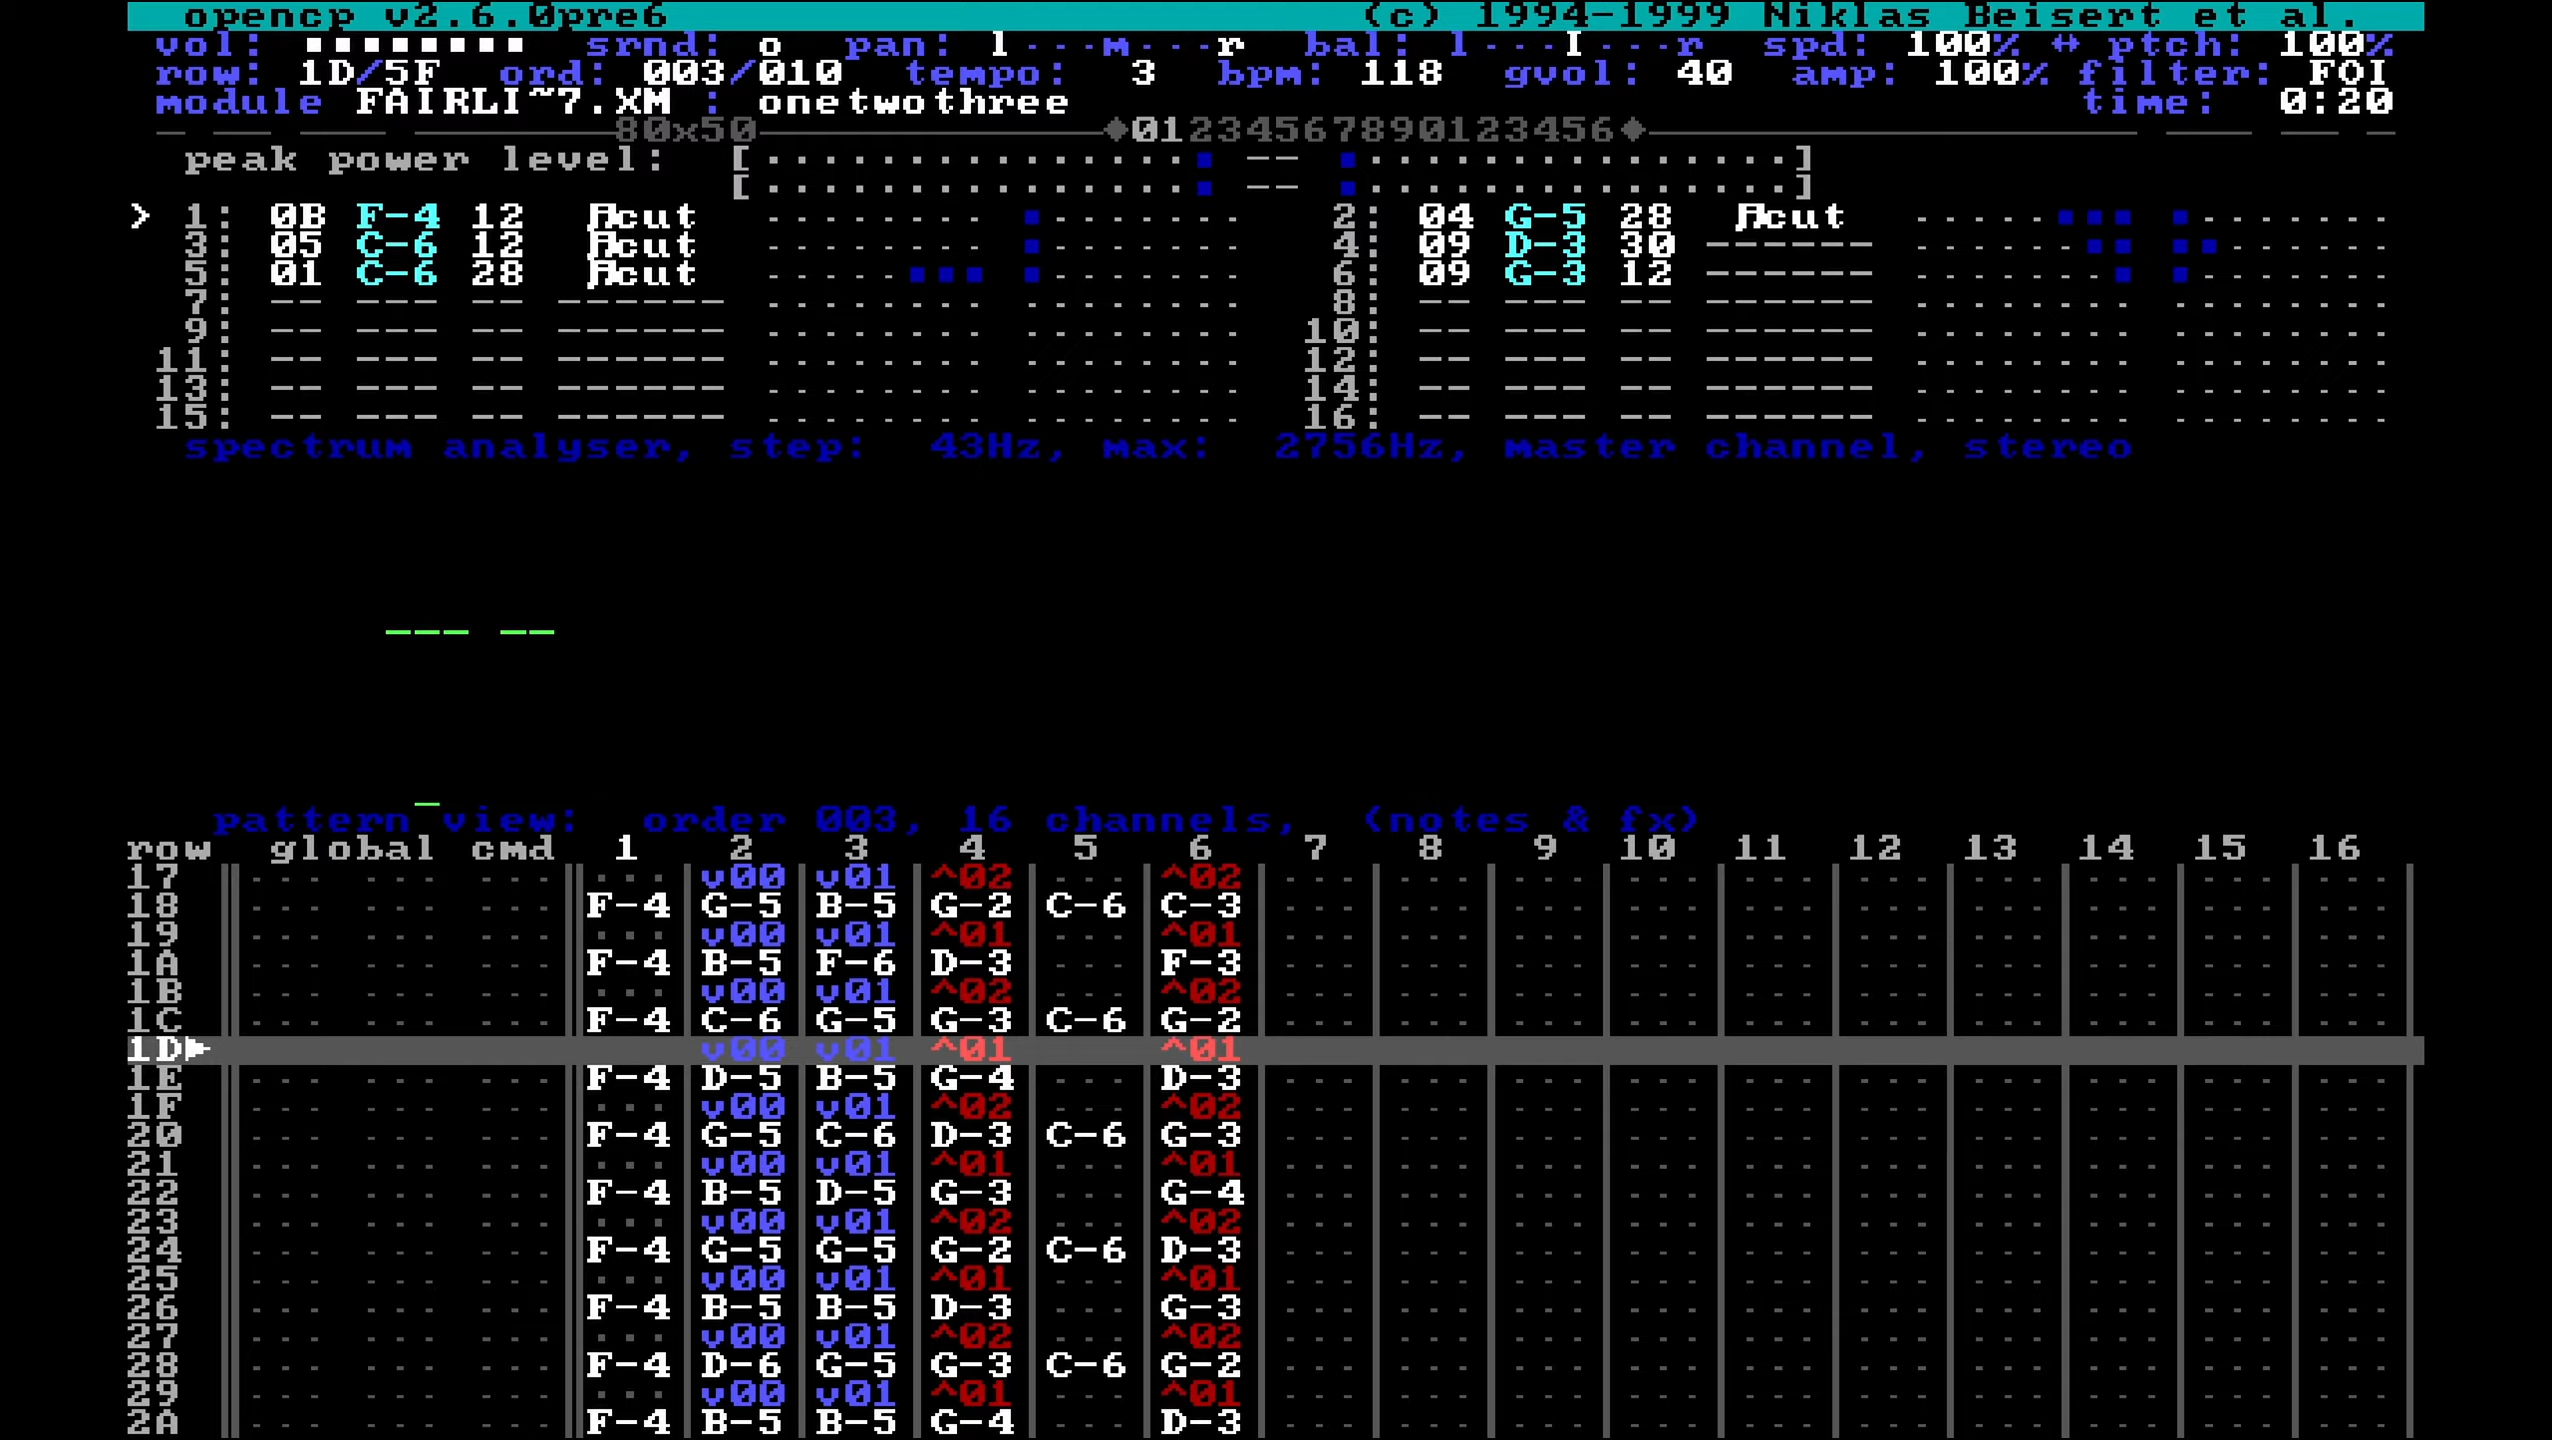 opencp v2.6.0pre6 (c) 1994-1999 Niklas Beisert et al.
vol: ▪▪▪▪▪▪▪▪ srnd: o pan: l---m---r bal: l---I---r spd: 100% ↔ ptch: 100%
row: 1D/5F ord: 003/010 tempo: 3 bpm: 118 gvol: 40 amp: 100% filter: FOI
module FAIRLI~7.XM : onetwothree time: 0:20
80x50 ◆01234567890123456◆
peak power level: [···············▪ -- ▪···············]
[···············▪ -- ▪···············]
> 1: 0B F-4 12 cut 2: 04 G-5 28 cut
3: 05 C-6 12 cut 4: 09 D-3 30 ------
5: 01 C-6 28 cut 6: 09 G-3 12 ------
7: -- --- -- ------ 8: -- --- -- ------
9: -- --- -- ------ 10: -- --- -- ------
11: -- --- -- ------ 12: -- --- -- ------
13: -- --- -- ------ 14: -- --- -- ------
15: -- --- -- ------ 16: -- --- -- ------
spectrum analyser, step: 43Hz, max: 2756Hz, master channel, stereo
pattern view: order 003, 16 channels, (notes & fx)
row global cmd 1 2 3 4 5 6 7 8 9 10 11 12 13 14 15 16
17 ··· v00 v01 ^02 ··· ^02
18 F-4 G-5 B-5 G-2 C-6 C-3
19 ··· v00 v01 ^01 ··· ^01
1A F-4 B-5 F-6 D-3 ··· F-3
1B ··· v00 v01 ^02 ··· ^02
1C F-4 C-6 G-5 G-3 C-6 G-2
1D► v00 v01 ^01 ^01
1E F-4 D-5 B-5 G-4 ··· D-3
1F ··· v00 v01 ^02 ··· ^02
20 F-4 G-5 C-6 D-3 C-6 G-3
21 ··· v00 v01 ^01 ··· ^01
22 F-4 B-5 D-5 G-3 ··· G-4
23 ··· v00 v01 ^02 ··· ^02
24 F-4 G-5 G-5 G-2 C-6 D-3
25 ··· v00 v01 ^01 ··· ^01
26 F-4 B-5 B-5 D-3 ··· G-3
27 ··· v00 v01 ^02 ··· ^02
28 F-4 D-6 G-5 G-3 C-6 G-2
29 ··· v00 v01 ^01 ··· ^01
2A F-4 B-5 B-5 G-4 ··· D-3